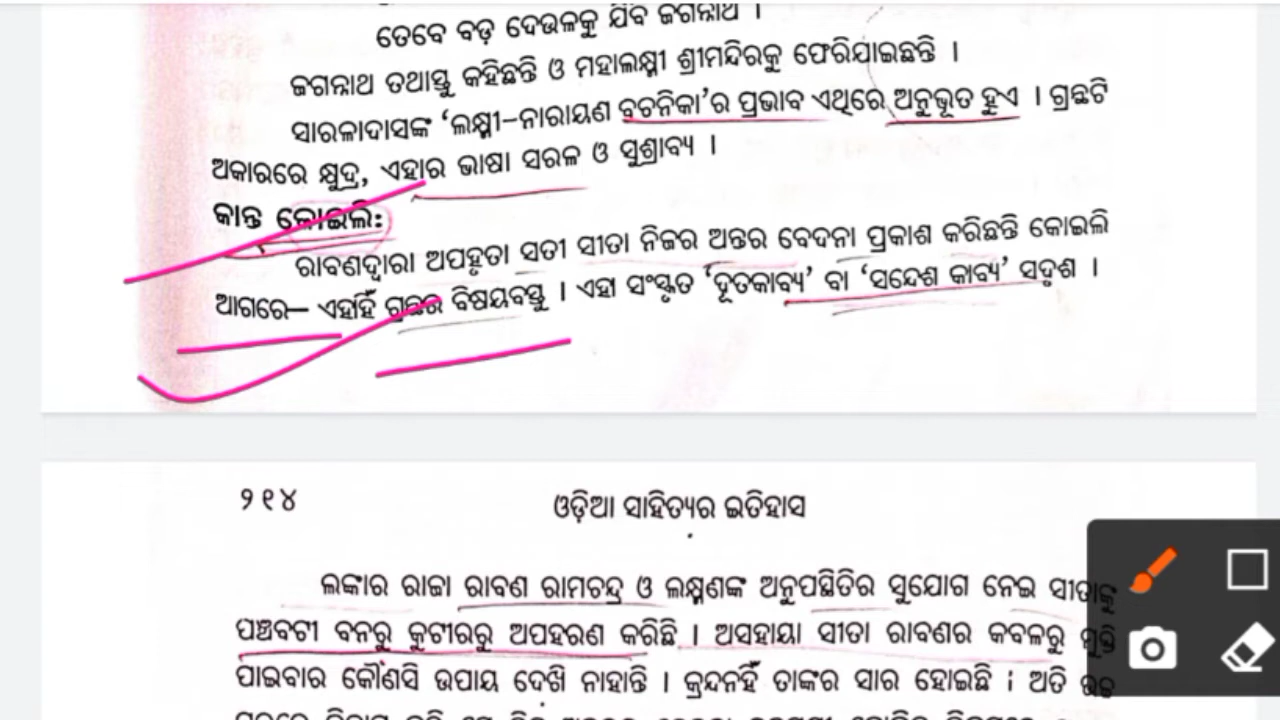 ତେବେ ବଡ଼ ଦେଉଳକୁ ଯିବ ଜଗନ୍ନାଥ ।
ଜଗନ୍ନାଥ ତଥାସ୍ତୁ କହିଛନ୍ତି ଓ ମହାଲକ୍ଷ୍ମୀ ଶ୍ରୀମନ୍ଦିରକୁ ଫେରିଯାଇଛନ୍ତି ।
ସାରଳାଦାସଙ୍କ ‘ଲକ୍ଷ୍ମୀ-ନାରାୟଣ ବଚନିକା’ର ପ୍ରଭାବ ଏଥିରେ ଅନୁଭୂତ ହୁଏ । ଗ୍ରନ୍ଥଟି
ଅକାରରେ କ୍ଷୁଦ୍ର, ଏହାର ଭାଷା ସରଳ ଓ ସୁଶ୍ରାବ୍ୟ ।
କାନ୍ତ କୋଇଲି:
ରାବଣଦ୍ୱାରା ଅପହୃତା ସତୀ ସୀତା ନିଜର ଅନ୍ତର ବେଦନା ପ୍ରକାଶ କରିଛନ୍ତି କୋଇଲି
ଆଗରେ— ଏହାହିଁ ଗ୍ରନ୍ଥର ବିଷୟବସ୍ତୁ । ଏହା ସଂସ୍କୃତ ‘ଦୂତକାବ୍ୟ’ ବା ‘ସନ୍ଦେଶ କାବ୍ୟ’ ସଦୃଶ ।
୨୧୪ ଓଡ଼ିଆ ସାହିତ୍ୟର ଇତିହାସ
ଲଙ୍କାର ରାଜା ରାବଣ ରାମଚନ୍ଦ୍ର ଓ ଲକ୍ଷ୍ମଣଙ୍କ ଅନୁପସ୍ଥିତିର ସୁଯୋଗ ନେଇ ସୀତାଙ୍କୁ
ପଞ୍ଚବଟୀ ବନରୁ କୁଟୀରରୁ ଅପହରଣ କରିଛି । ଅସହାୟା ସୀତା ରାବଣର କବଳରୁ ମୁକ୍ତି
ପାଇବାର କୌଣସି ଉପାୟ ଦେଖି ନାହାନ୍ତି । କ୍ରନ୍ଦନହିଁ ତାଙ୍କର ସାର ହୋଇଛି । ଅତି ଉଚ୍ଚ